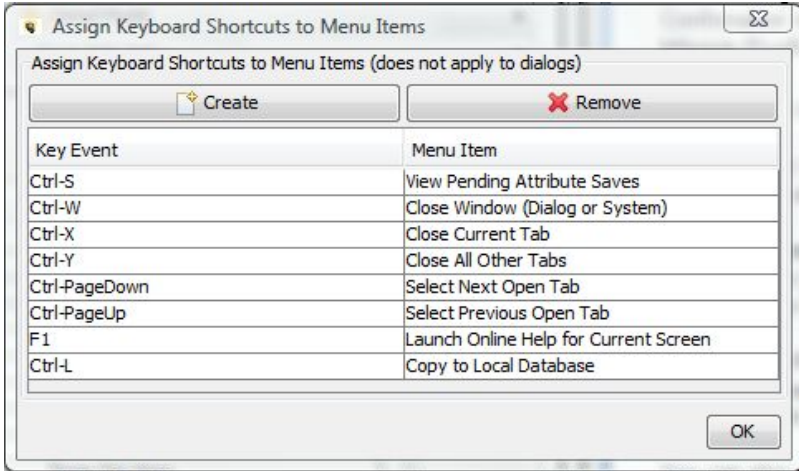 Assign Keyboard Shortcuts to Menu Items
Assign Keyboard Shortcuts to Menu Items (does not apply to dialogs)
Create Remove
Key Event Menu Item
Ctrl-S View Pending Attribute Saves
Ctrl-W Close Window (Dialog or System)
Ctrl-X Close Current Tab
Ctrl-Y Close All Other Tabs
Ctrl-PageDown Select Next Open Tab
Ctrl-PageUp Select Previous Open Tab
F1 Launch Online Help for Current Screen
Ctrl-L Copy to Local Database
OK